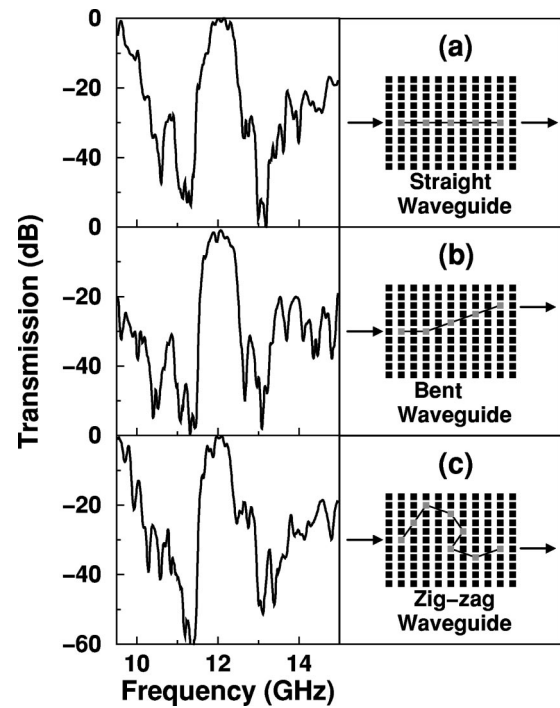 0
−20
−40
0
−20
−40
0
−20
−40
−60
10
12
14
Transmission (dB)
Frequency (GHz)
(a)
Straight
Waveguide
(b)
Bent
Waveguide
(c)
Zig−zag
Waveguide